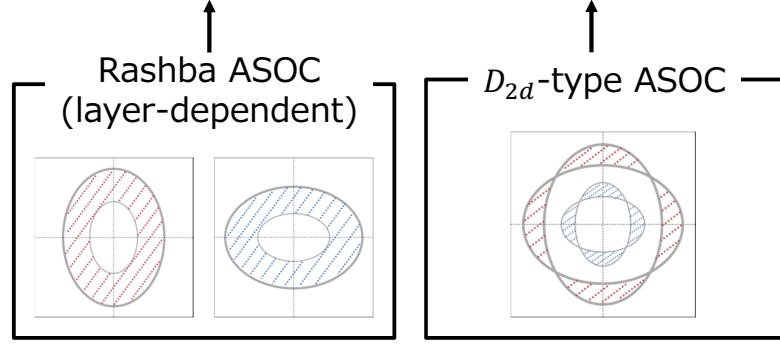 Rashba ASOC
(layer-dependent)
𝐷₂𝑑-type ASOC